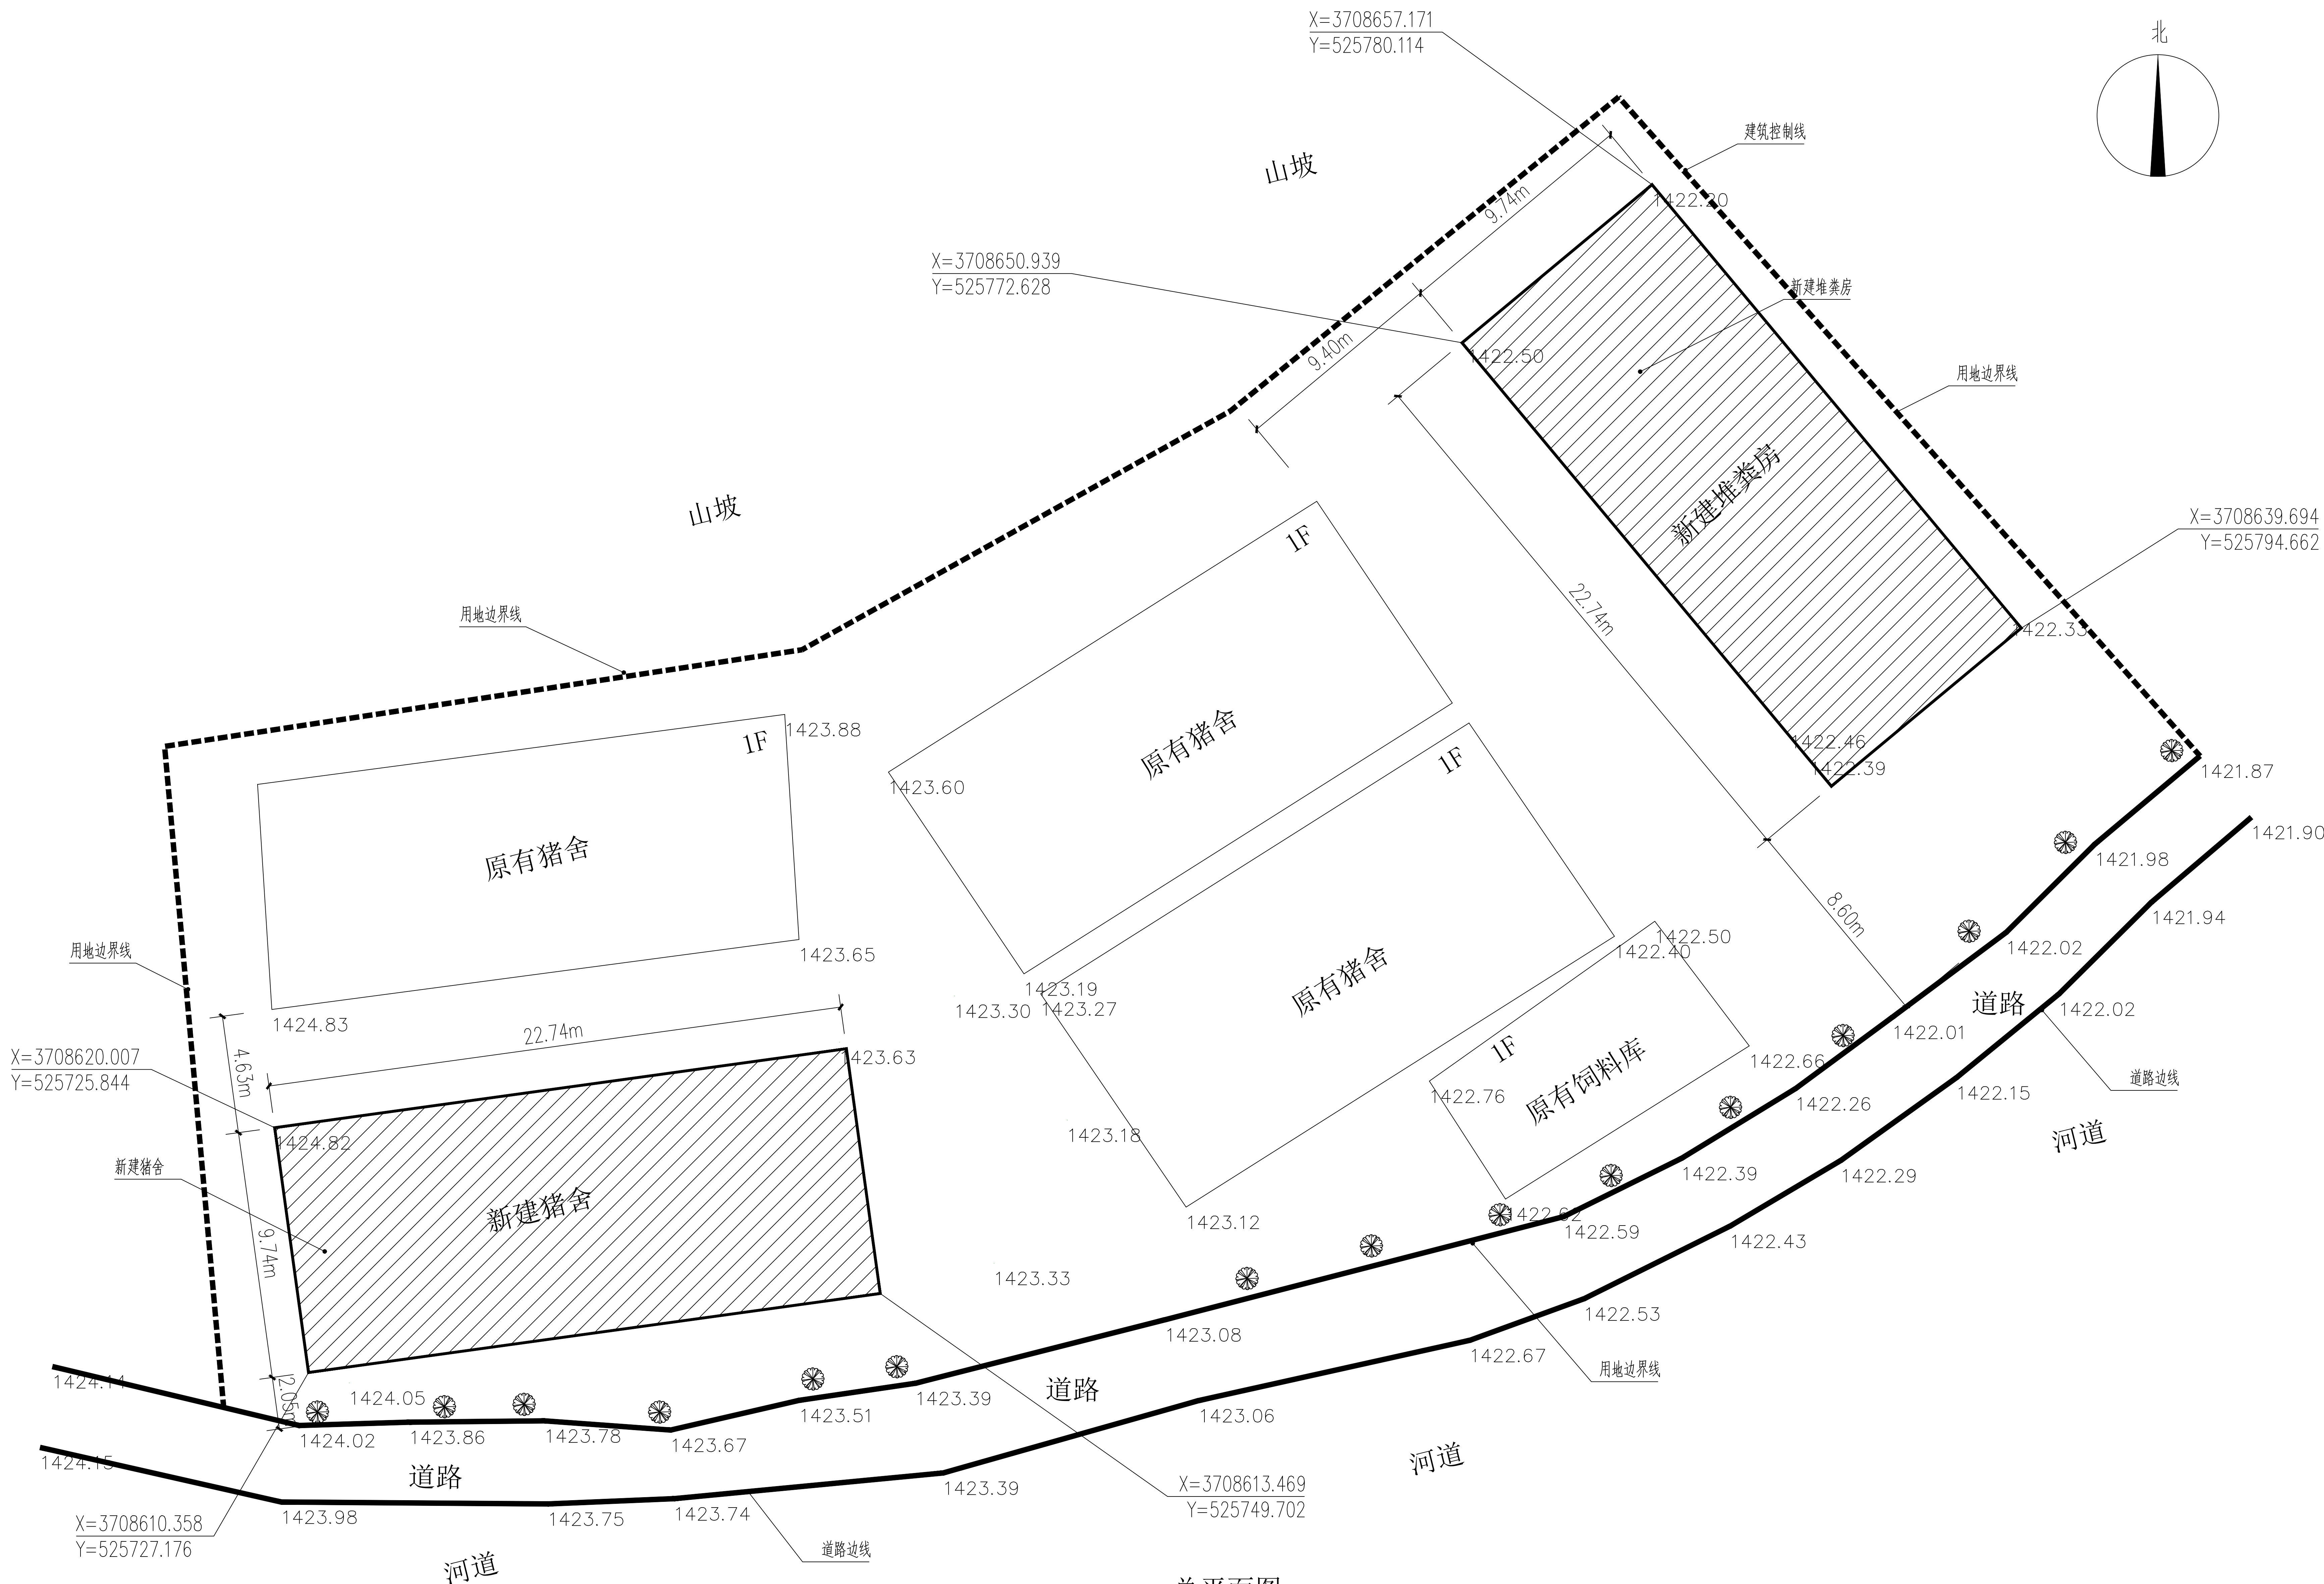 X=3708657.171
Y=525780.114
北
建筑控制线
山坡
9.74m
1422.20
X=3708650.939
Y=525772.628
新建堆粪房
9.40m
1422.50
用地边界线
新建堆粪房
山坡
1F
X=3708639.694
Y=525794.662
22.74m
用地边界线
1422.33
1F
1423.88
原有猪舍
1422.46
1F
1422.39
1421.87
1423.60
1421.90
原有猪舍
1421.98
8.60m
1421.94
用地边界线
1423.65
1422.50
1422.40
1422.02
原有猪舍
1423.19
1423.30
1423.27
道路
1422.02
1424.83
22.74m
1422.01
X=3708620.007
Y=525725.844
4.63m
1423.63
1F
1422.66
原有饲料库
道路边线
1422.76
1422.15
1422.26
1424.82
1423.18
河道
新建猪舍
1422.39
1422.29
新建猪舍
1423.12
1422.62
1422.59
9.74m
1422.43
1423.33
1422.53
1423.08
1422.67
用地边界线
1424.14
2.05m
1424.05
1423.39
道路
1423.51
1423.06
1424.02
1423.86
1423.78
1423.67
1424.15
道路
河道
1423.39
X=3708613.469
Y=525749.702
1423.98
1423.75
1423.74
X=3708610.358
Y=525727.176
道路边线
河道
总平面图